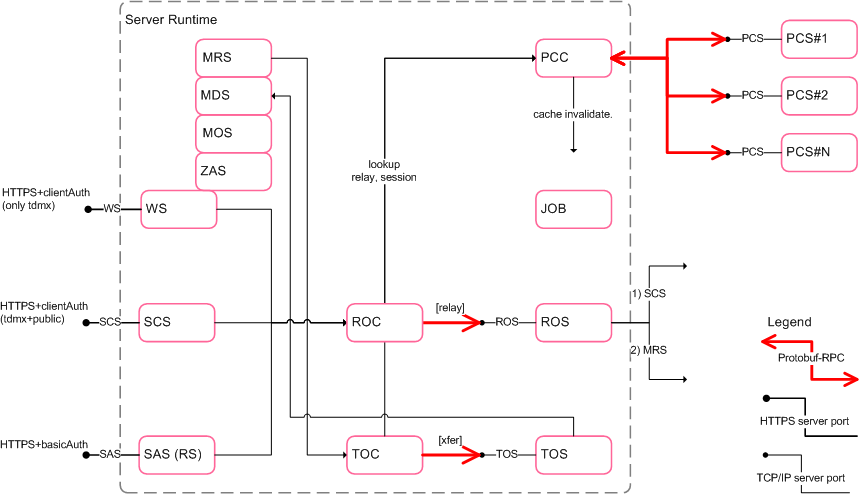 Server Runtime
MRS
MDS
MOS
ZAS
PCC
cache invalidate.
PCS
PCS#1
PCS
PCS#2
PCS
PCS#N
lookup
relay, session
HTTPS+clientAuth
(only tdmx)
WS
WS
JOB
HTTPS+clientAuth
(tdmx+public)
SCS
SCS
ROC
[relay]
ROS
ROS
1) SCS
2) MRS
HTTPS+basicAuth
SAS
SAS (RS)
TOC
[xfer]
TOS
TOS
Legend
Protobuf-RPC
HTTPS server port
TCP/IP server port